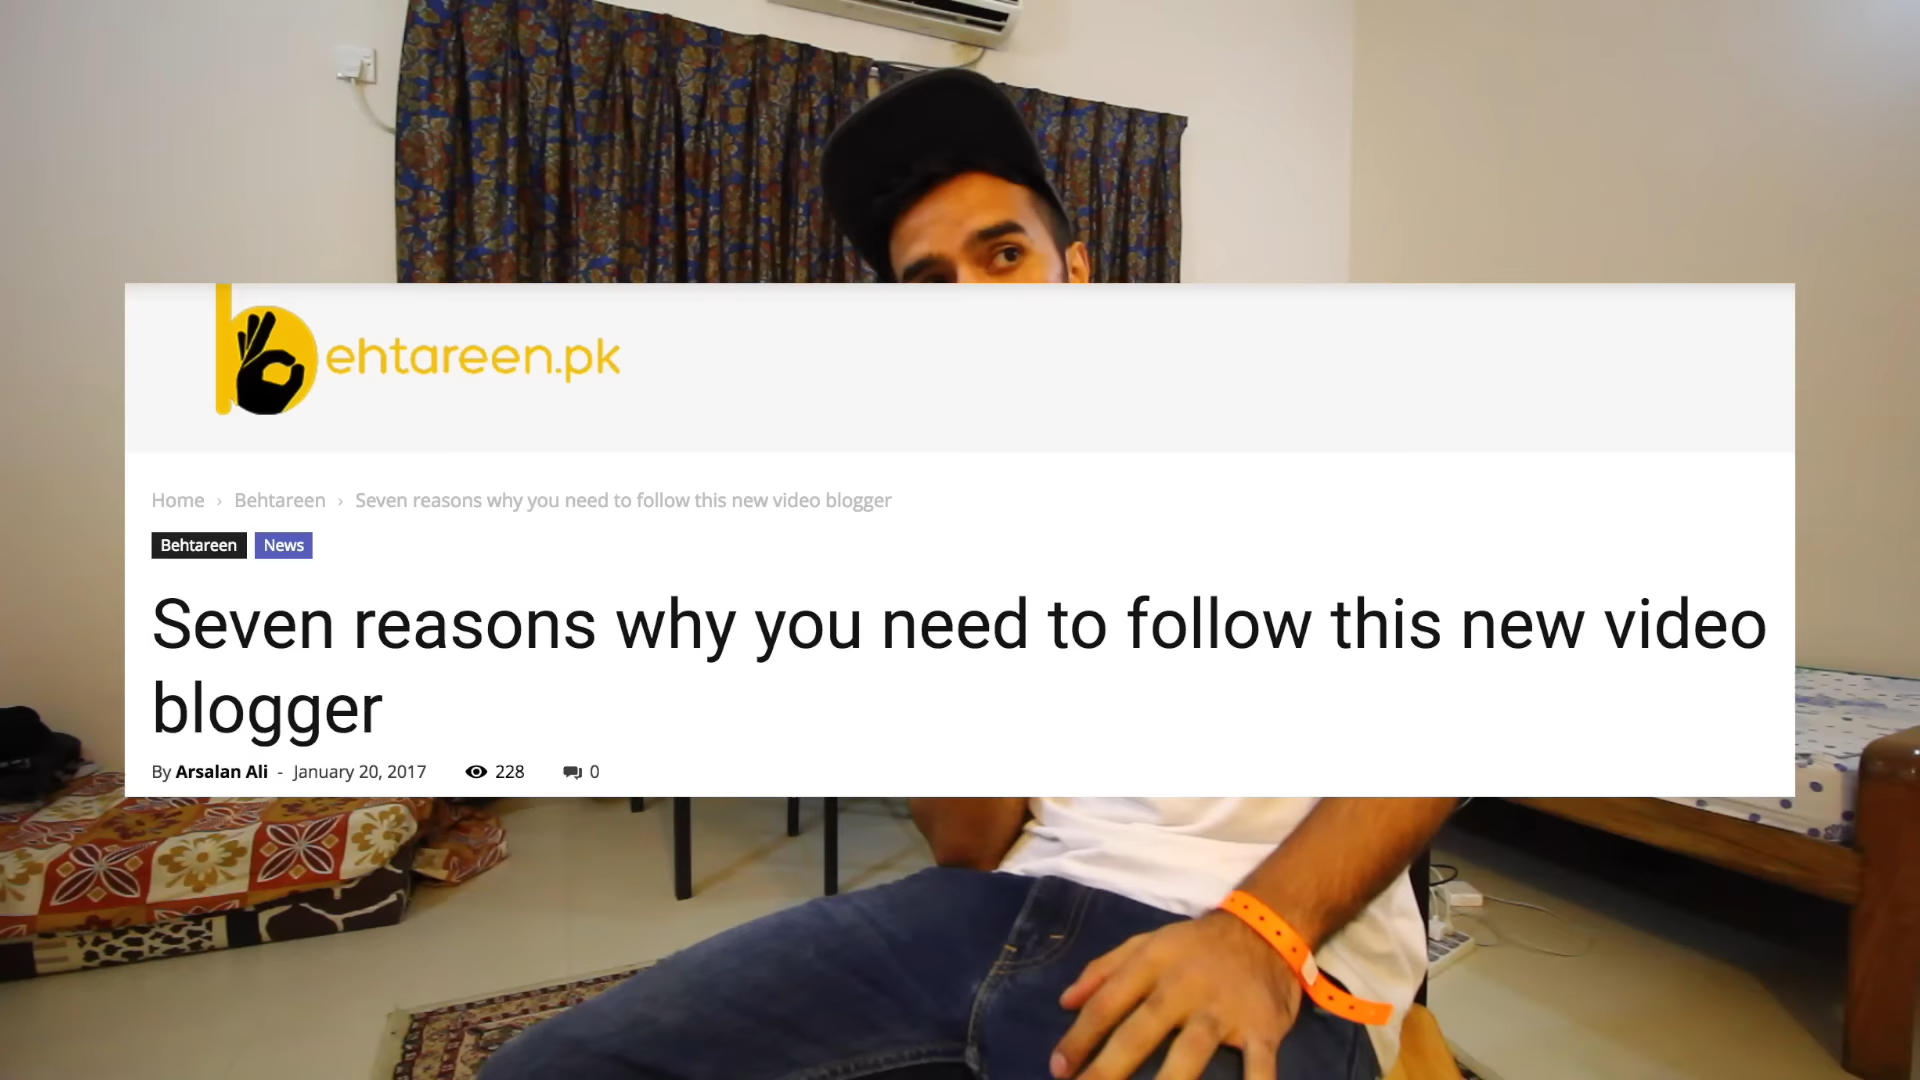 behtareen.pk
Home › Behtareen › Seven reasons why you need to follow this new video blogger
Behtareen News
Seven reasons why you need to follow this new video
blogger
By Arsalan Ali - January 20, 2017 228 0